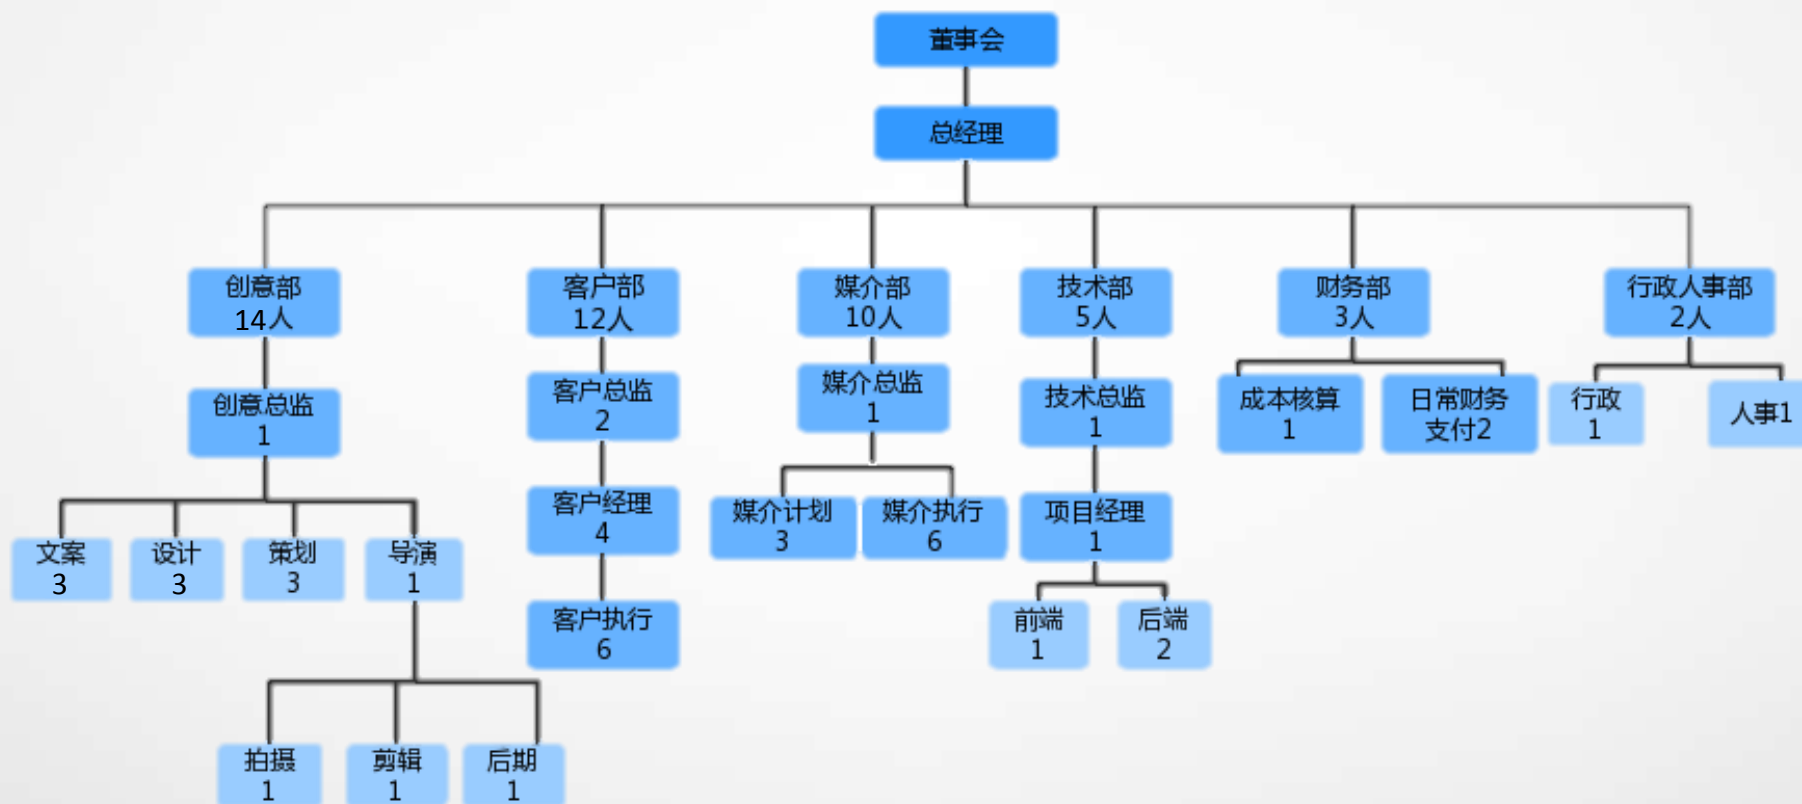 董事会
总经理
创意部
14人
客户部
12人
媒介部
10人
技术部
5人
财务部
3人
行政人事部
2人
创意总监
1
客户总监
2
媒介总监
1
技术总监
1
成本核算
1
日常财务
支付2
行政
1
人事1
文案
3
设计
3
策划
3
导演
1
客户经理
4
媒介计划
3
媒介执行
6
项目经理
1
客户执行
6
前端
1
后端
2
拍摄
1
剪辑
1
后期
1